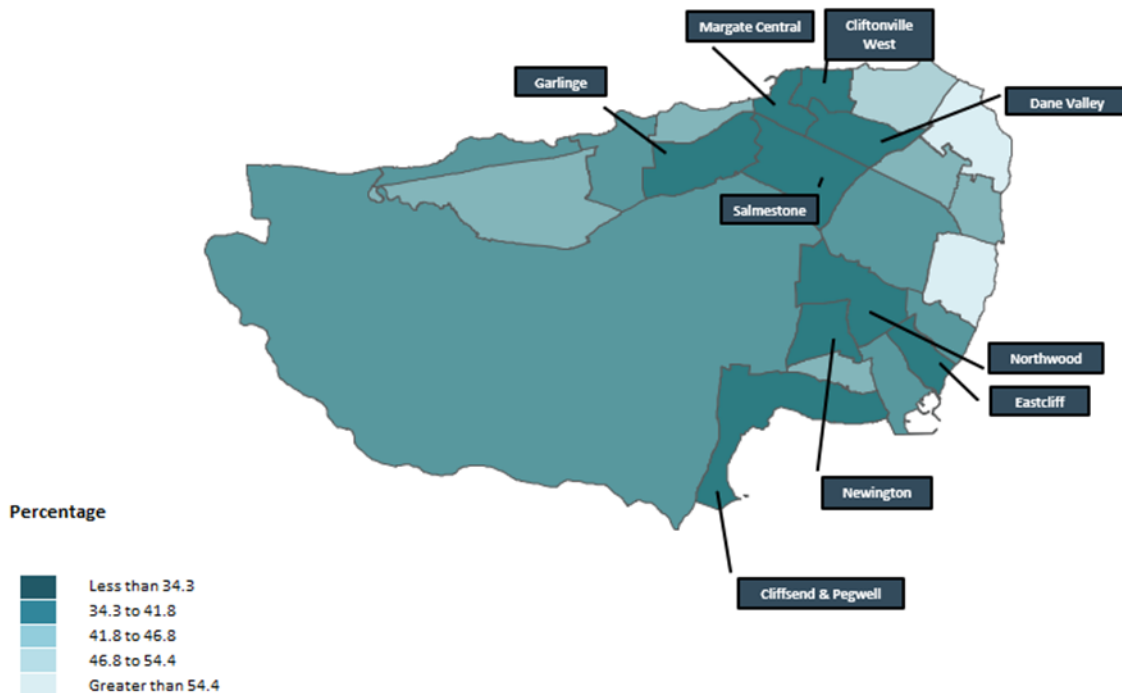 Margate Central
Cliftonville
West
Garlinge
Dane Valley
Salmestone
Northwood
Eastcliff
Newington
Cliffsend & Pegwell
Percentage
Less than 34.3
34.3 to 41.8
41.8 to 46.8
46.8 to 54.4
Greater than 54.4